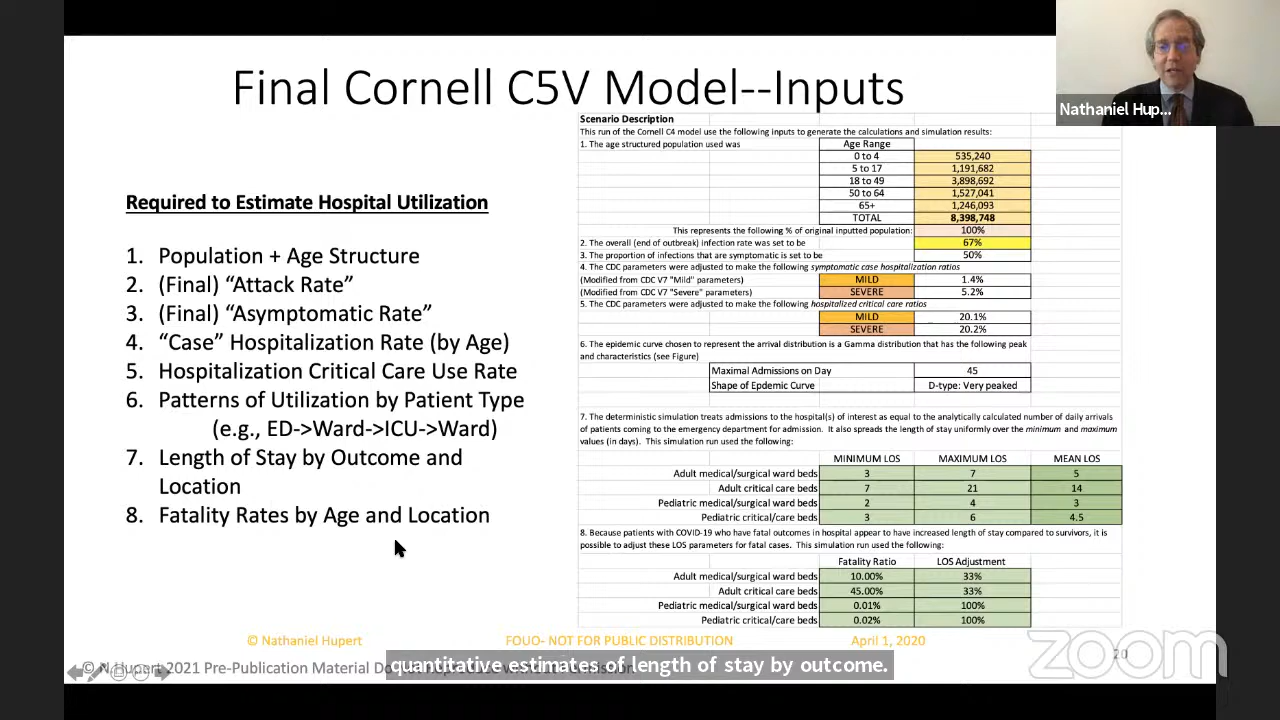 Final Cornell C5V Model--Inputs
Nathaniel Hup...
Required to Estimate Hospital Utilization
1. Population + Age Structure
2. (Final) “Attack Rate”
3. (Final) “Asymptomatic Rate”
4. “Case” Hospitalization Rate (by Age)
5. Hospitalization Critical Care Use Rate
6. Patterns of Utilization by Patient Type
(e.g., ED->Ward->ICU->Ward)
7. Length of Stay by Outcome and
Location
8. Fatality Rates by Age and Location
Scenario Description
This run of the Cornell C4 model use the following inputs to generate the calculations and simulation results:
1. The age structured population used was Age Range
0 to 4 535,240
5 to 17 1,191,682
18 to 49 3,898,692
50 to 64 1,527,041
65+ 1,246,093
TOTAL 8,398,748
This represents the following % of original inputted population: 100%
2. The overall (end of outbreak) infection rate was set to be 67%
3. The proportion of infections that are symptomatic is set to be 50%
4. The CDC parameters were adjusted to make the following symptomatic case hospitalization ratios
(Modified from CDC V7 "Mild" parameters) MILD 1.4%
(Modified from CDC V7 "Severe" parameters) SEVERE 5.2%
5. The CDC parameters were adjusted to make the following hospitalized critical care ratios
MILD 20.1%
SEVERE 20.2%
6. The epidemic curve chosen to represent the arrival distribution is a Gamma distribution that has the following peak
and characteristics (see Figure)
Maximal Admissions on Day 45
Shape of Epdemic Curve D-type: Very peaked
7. The deterministic simulation treats admissions to the hospital(s) of interest as equal to the analytically calculated number of daily arrivals
of patients coming to the emergency department for admission. It also spreads the length of stay uniformly over the minimum and maximum
values (in days). This simulation run used the following:
MINIMUM LOS MAXIMUM LOS MEAN LOS
Adult medical/surgical ward beds 3 7 5
Adult critical care beds 7 21 14
Pediatric medical/surgical ward beds 2 4 3
Pediatric critical/care beds 3 6 4.5
8. Because patients with COVID-19 who have fatal outcomes in hospital appear to have increased length of stay compared to survivors, it is
possible to adjust these LOS parameters for fatal cases. This simulation run used the following:
Fatality Ratio LOS Adjustment
Adult medical/surgical ward beds 10.00% 33%
Adult critical care beds 45.00% 33%
Pediatric medical/surgical ward beds 0.01% 100%
Pediatric critical/care beds 0.02% 100%
© Nathaniel Hupert FOUO- NOT FOR PUBLIC DISTRIBUTION April 1, 2020
20
zoom
© N Hupert 2021 Pre-Publication Material Do
quantitative estimates of length of stay by outcome.